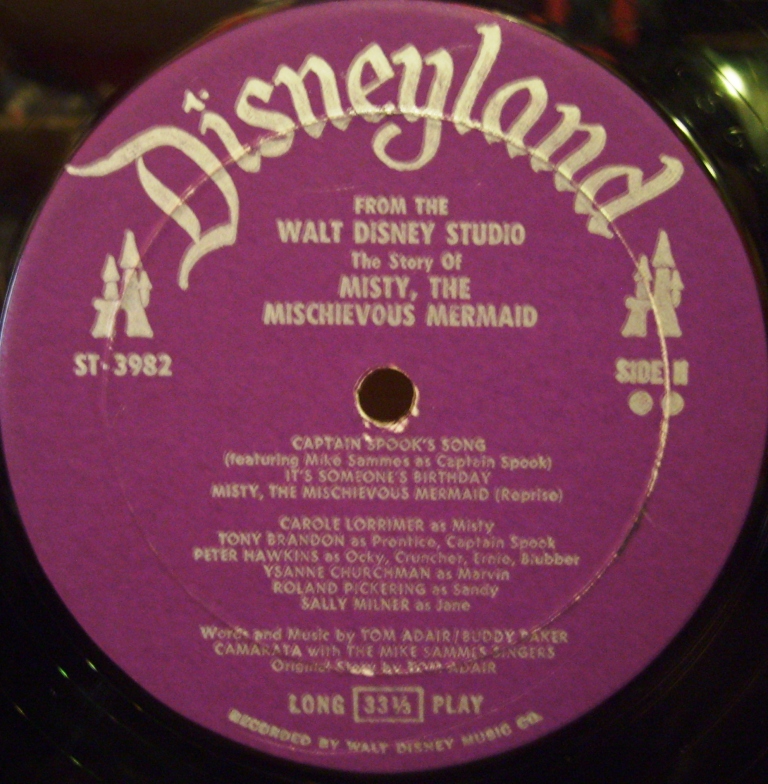 Disneyland
FROM THE
WALT DISNEY STUDIO
The Story Of
MISTY, THE
MISCHIEVOUS MERMAID
ST-3982
SIDE II
CAPTAIN SPOOK'S SONG
(featuring Mike Sammes as Captain Spook)
IT'S SOMEONE'S BIRTHDAY
MISTY, THE MISCHIEVOUS MERMAID (Reprise)
CAROLE LORRIMER as Misty
TONY BRANDON as Prentice, Captain Spook
PETER HAWKINS as Ocky, Cruncher, Ernie, Blubber
YSANNE CHURCHMAN as Marvin
ROLAND PICKERING as Sandy
SALLY MILNER as Jane
Words and Music by TOM ADAIR/BUDDY BAKER
CAMARATA with THE MIKE SAMMES SINGERS
Original Story by TOM ADAIR
LONG 33⅓ PLAY
RECORDED BY WALT DISNEY MUSIC CO.